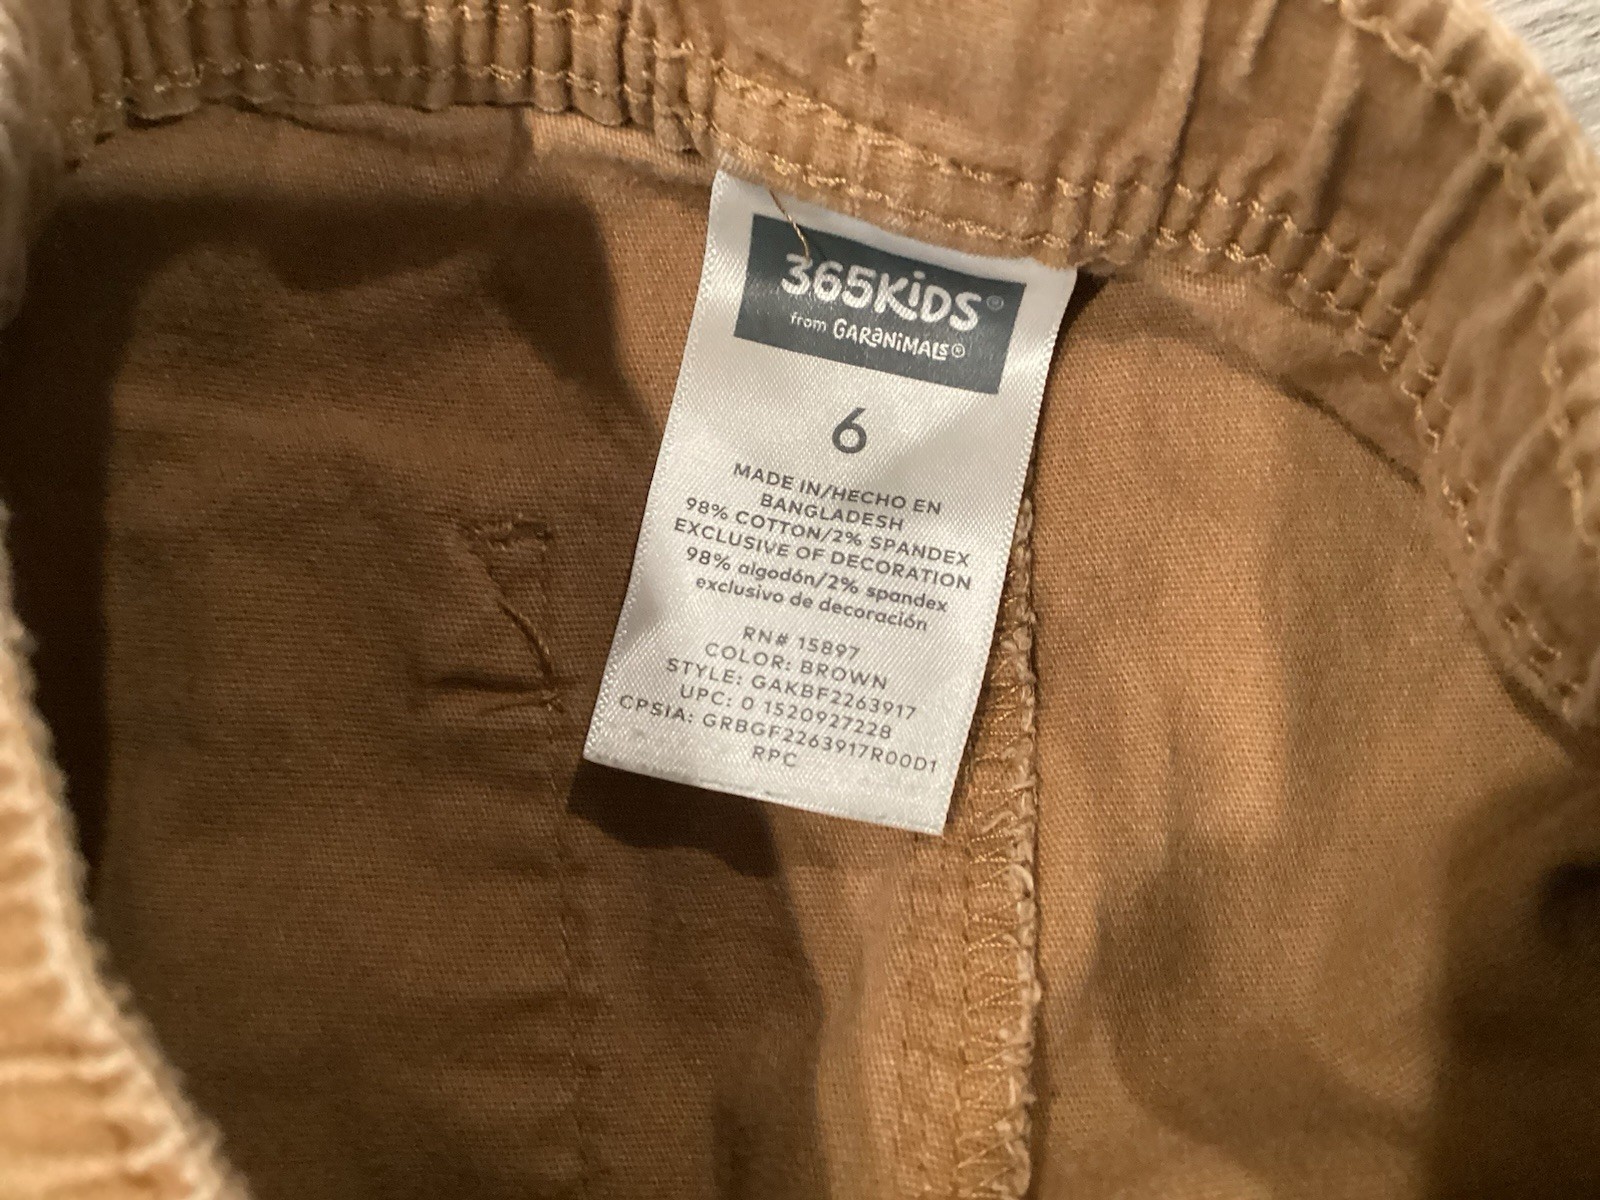 365KiDS®
from GARaNiMALS®
6
MADE IN/HECHO EN
BANGLADESH
98% COTTON/2% SPANDEX
EXCLUSIVE OF DECORATION
98% algodón/2% spandex
exclusivo de decoración
RN# 15897
COLOR: BROWN
STYLE: GAKBF2263917
UPC: 0 1520927228
CPSIA: GRBGF2263917R00D1
RPC